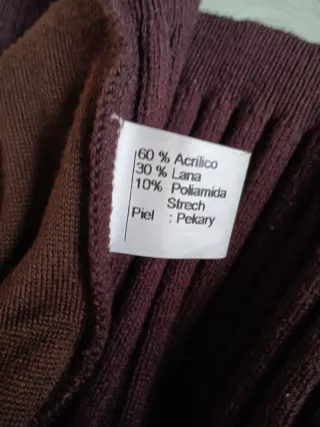 60 % Acrilico
30 % Lana
10% Poliamida
Strech
Piel : Pekary